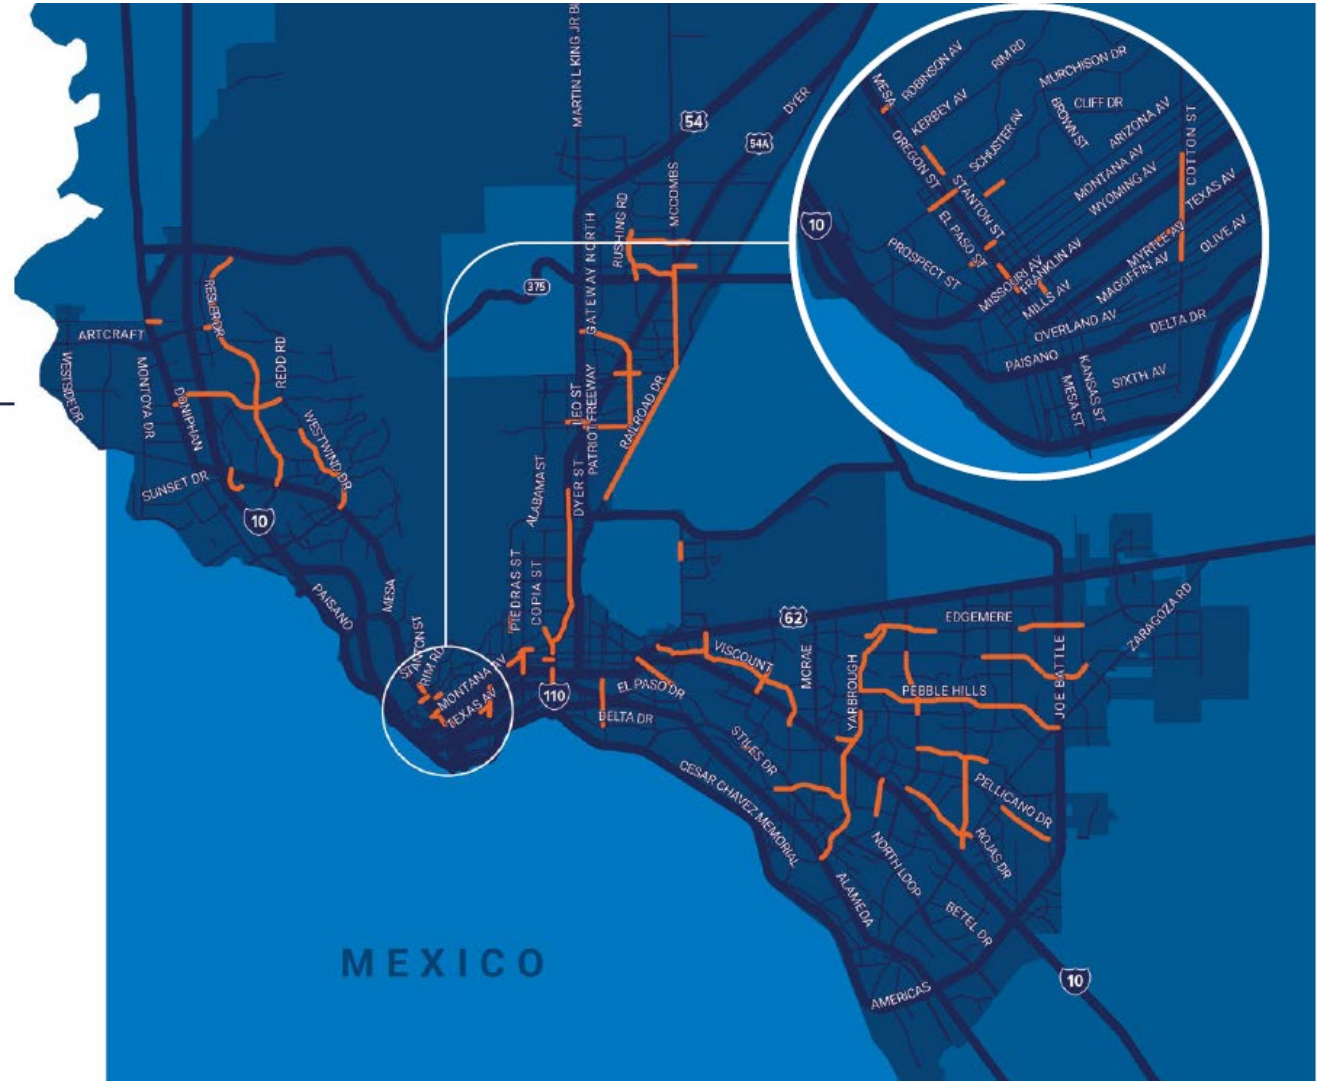 MARTIN L KING JR B
54
54A
DYER
MCCOMBS
RUSHING RD
GATEWAY NORTH
375
ARTCRAFT
WESTSIDE DR
MONTOYA DR
DONIPHAN
RESLER DR
REDD RD
WESTWIND DR
SUNSET DR
10
PAISANO
MESA
STANTON ST
RIM RD
MONTANA AV
TEXAS AV
LEO ST
PATRIOT FREEWAY
RAILROAD DR
DYER ST
ALABAMA ST
PIEDRAS ST
COPIA ST
110
EL PASO DR
DELTA DR
62
VISCOUNT
MCRAE
YARBROUGH
EDGEMERE
PEBBLE HILLS
JOE BATTLE
ZARAGOZA RD
STILES DR
CESAR CHAVEZ MEMORIAL
PELLICANO DR
ROJAS DR
NORTH LOOP
BETEL DR
ALAMEDA
AMERICAS
10
MEXICO
MESA
ROBINSON AV
RIM RD
MURCHISON DR
KERBEY AV
CLIFF DR
BROWN ST
SCHUSTER AV
ARIZONA AV
OREGON ST
STANTON ST
MONTANA AV
WYOMING AV
COTTON ST
TEXAS AV
10
EL PASO ST
PROSPECT ST
MISSOURI AV
FRANKLIN AV
MILLS AV
MYRTLE AV
MAGOFFIN AV
OLIVE AV
OVERLAND AV
DELTA DR
PAISANO
KANSAS ST
MESA ST
SIXTH AV